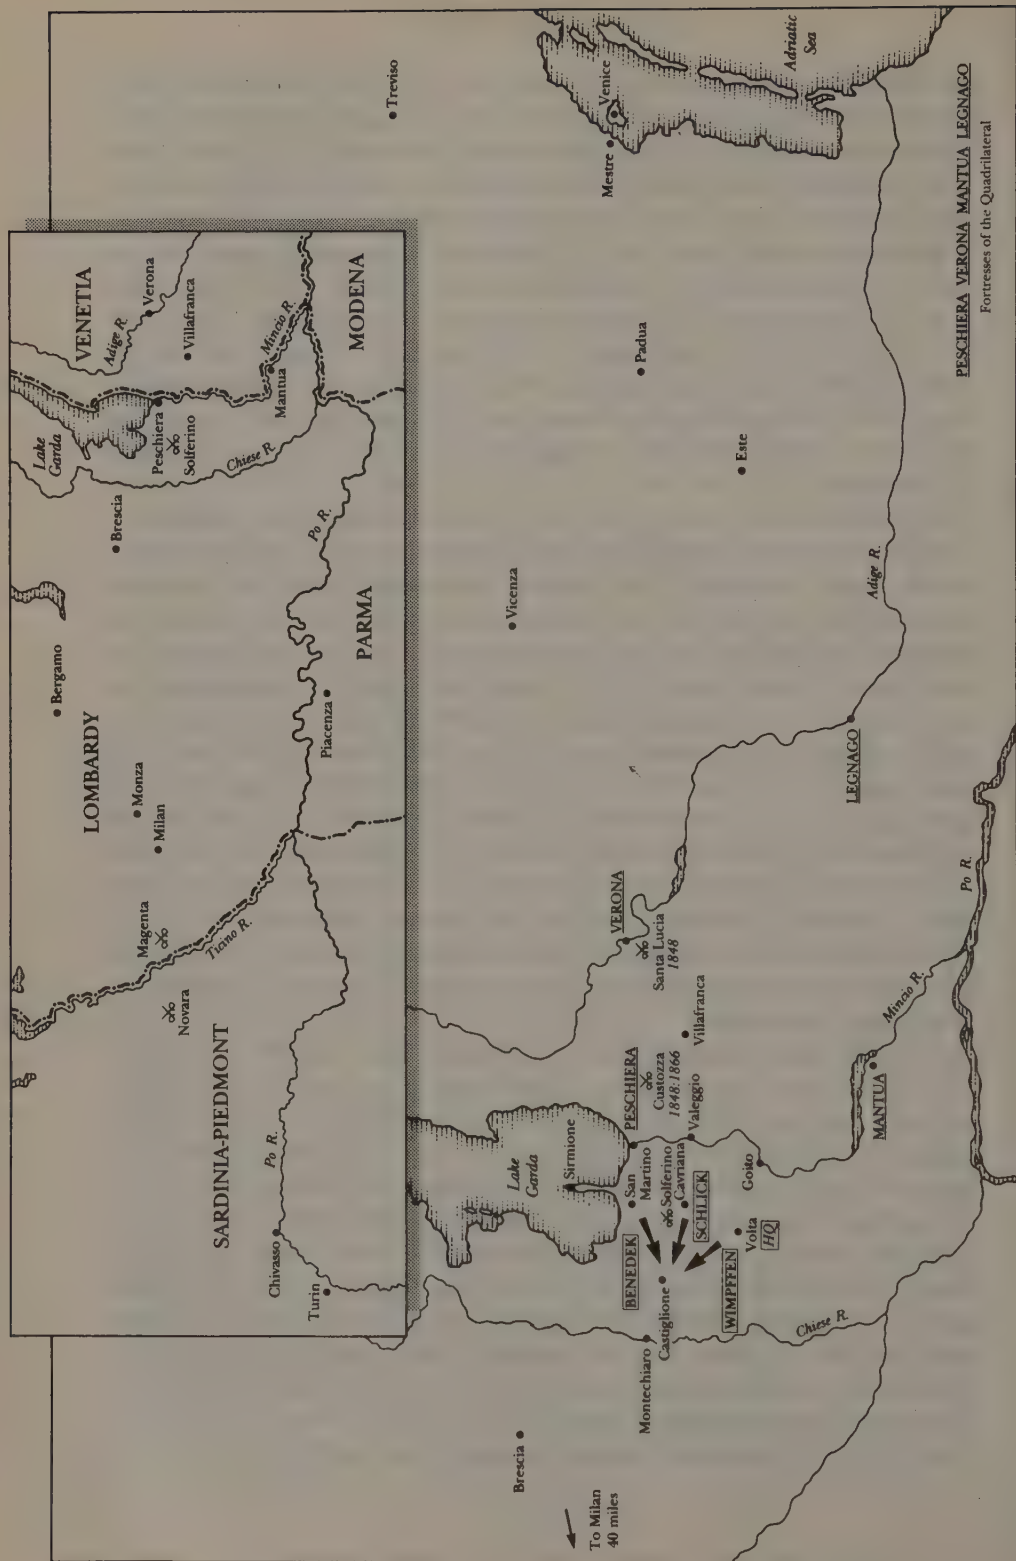 Lake
Garda
VENETIA
Adige R.
Verona
Villafranca
Peschiera
Solferino
Mincio R.
Mantua
Chiese R.
MODENA
Bergamo
Brescia
LOMBARDY
Monza
Milan
Magenta
Ticino R.
Novara
Po R.
Piacenza
PARMA
SARDINIA-PIEDMONT
Po R.
Chivasso
Turin
Treviso
Adriatic
Sea
Venice
Mestre
Padua
Vicenza
Este
Adige R.
LEGNAGO
VERONA
Santa Lucia
1848
Lake
Garda
Sirmione
PESCHIERA
Custozza
1848:1866
Villafranca
Valeggio
San
Martino
Solferino
Cavriana
BENEDEK
SCHLICK
WIMPFFEN
Volta
HQ
Goito
Castiglione
Montechiaro
Brescia
To Milan
40 miles
Chiese R.
MANTUA
Mincio R.
Po R.
PESCHIERA VERONA MANTUA LEGNAGO
Fortresses of the Quadrilateral